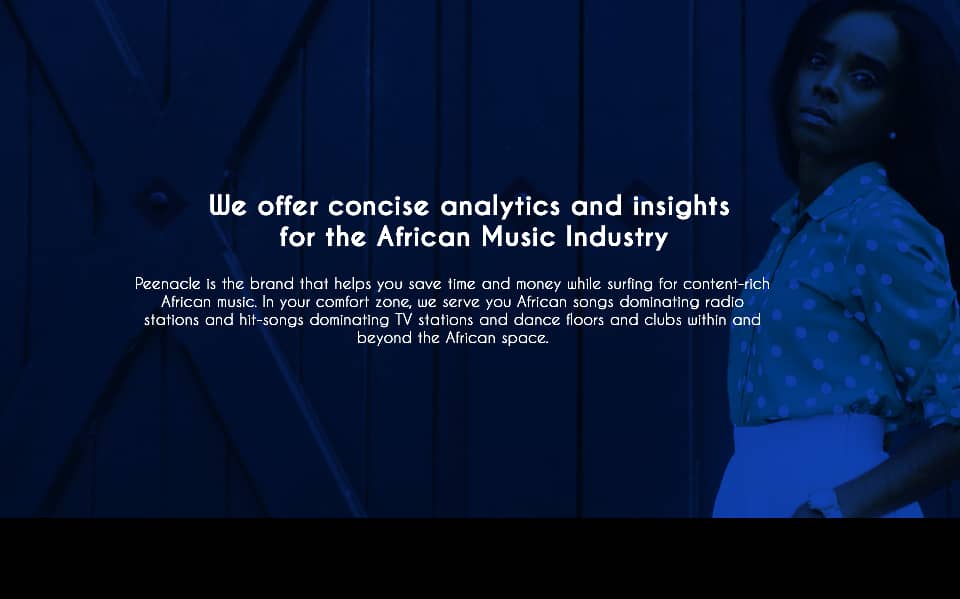 We offer concise analytics and insights
for the African Music Industry
Peenacle is the brand that helps you save time and money while surfing for content-rich
African music. In your comfort zone, we serve you African songs dominating radio
stations and hit-songs dominating TV stations and dance floors and clubs within and
beyond the African space.